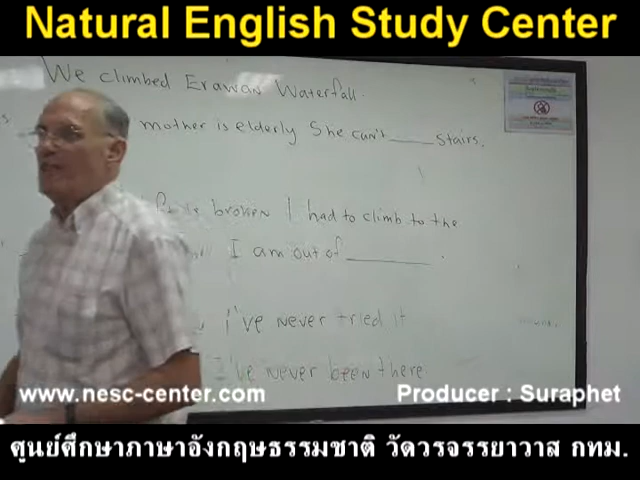 Natural English Study Center
We climbed Erawan Waterfall.
mother is elderly She can't ____ stairs.
is broken I had to climb to the
I am out of ________ .
I've never tried it
I've never been there
www.nesc-center.com
Producer : Suraphet
ศูนย์ศึกษาภาษาอังกฤษธรรมชาติ วัดวรจรรยาวาส กทม.